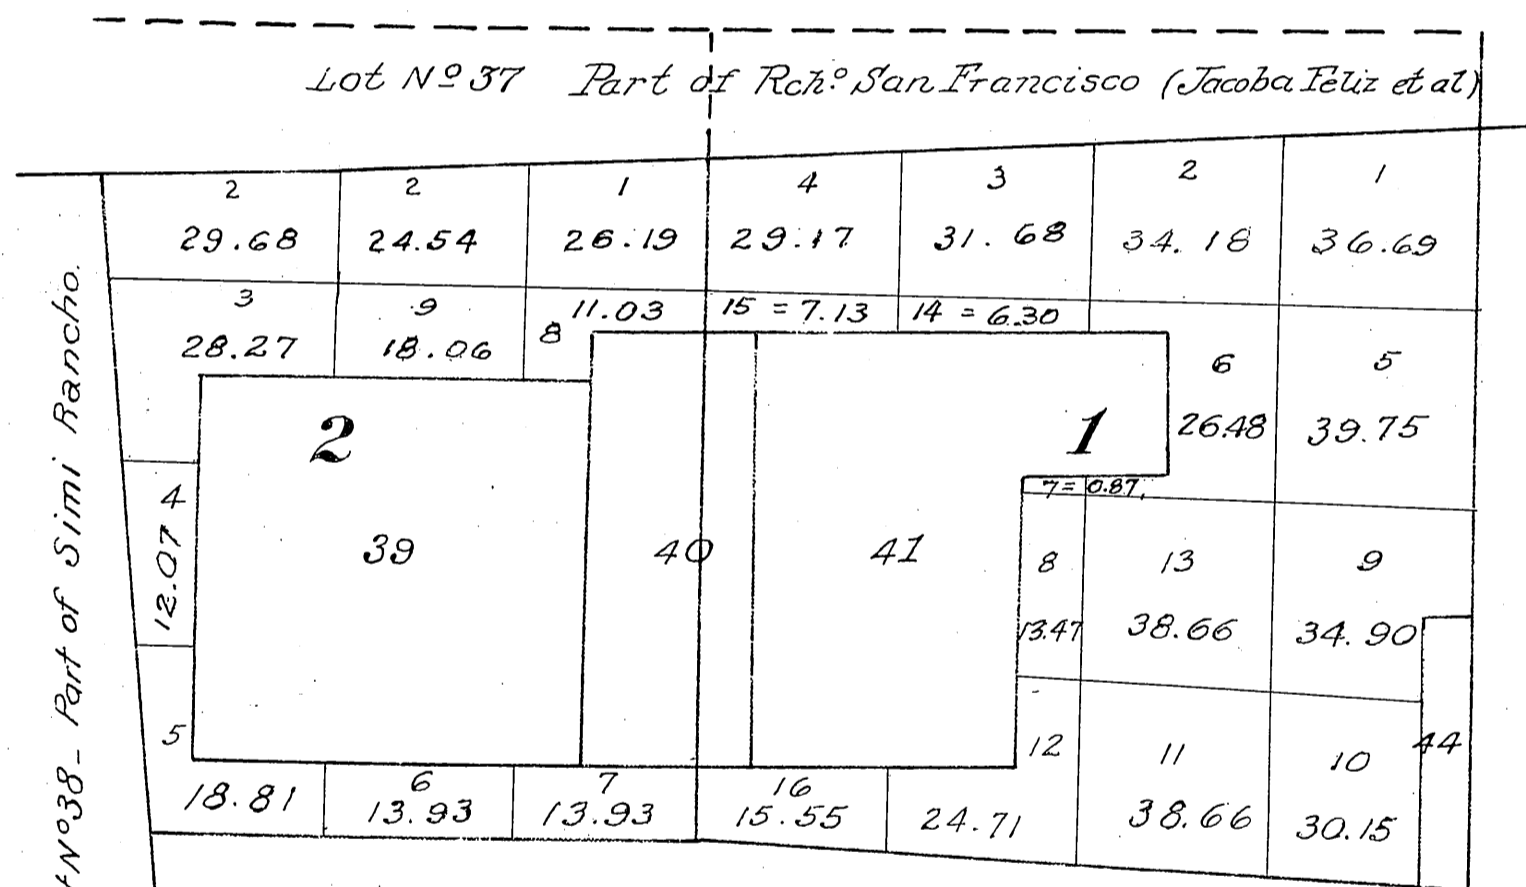 Lot Nº 37 Part of Rchº San Francisco (Jacoba Feliz et al)
2 2 1 4 3 2 1
29.68 24.54 26.19 29.17 31.68 34.18 36.69
3 9 8 11.03 15 = 7.13 14 = 6.30
28.27 18.06 6 5
26.48 39.75
2 1
7 = 0.87
4
12.07
39 40 41 8 13 9
13.47 38.66 34.90
5 12 11 10 44
6 7 16
18.81 13.93 13.93 15.55 24.71 38.66 30.15
Nº 38 - Part of Simi Rancho.